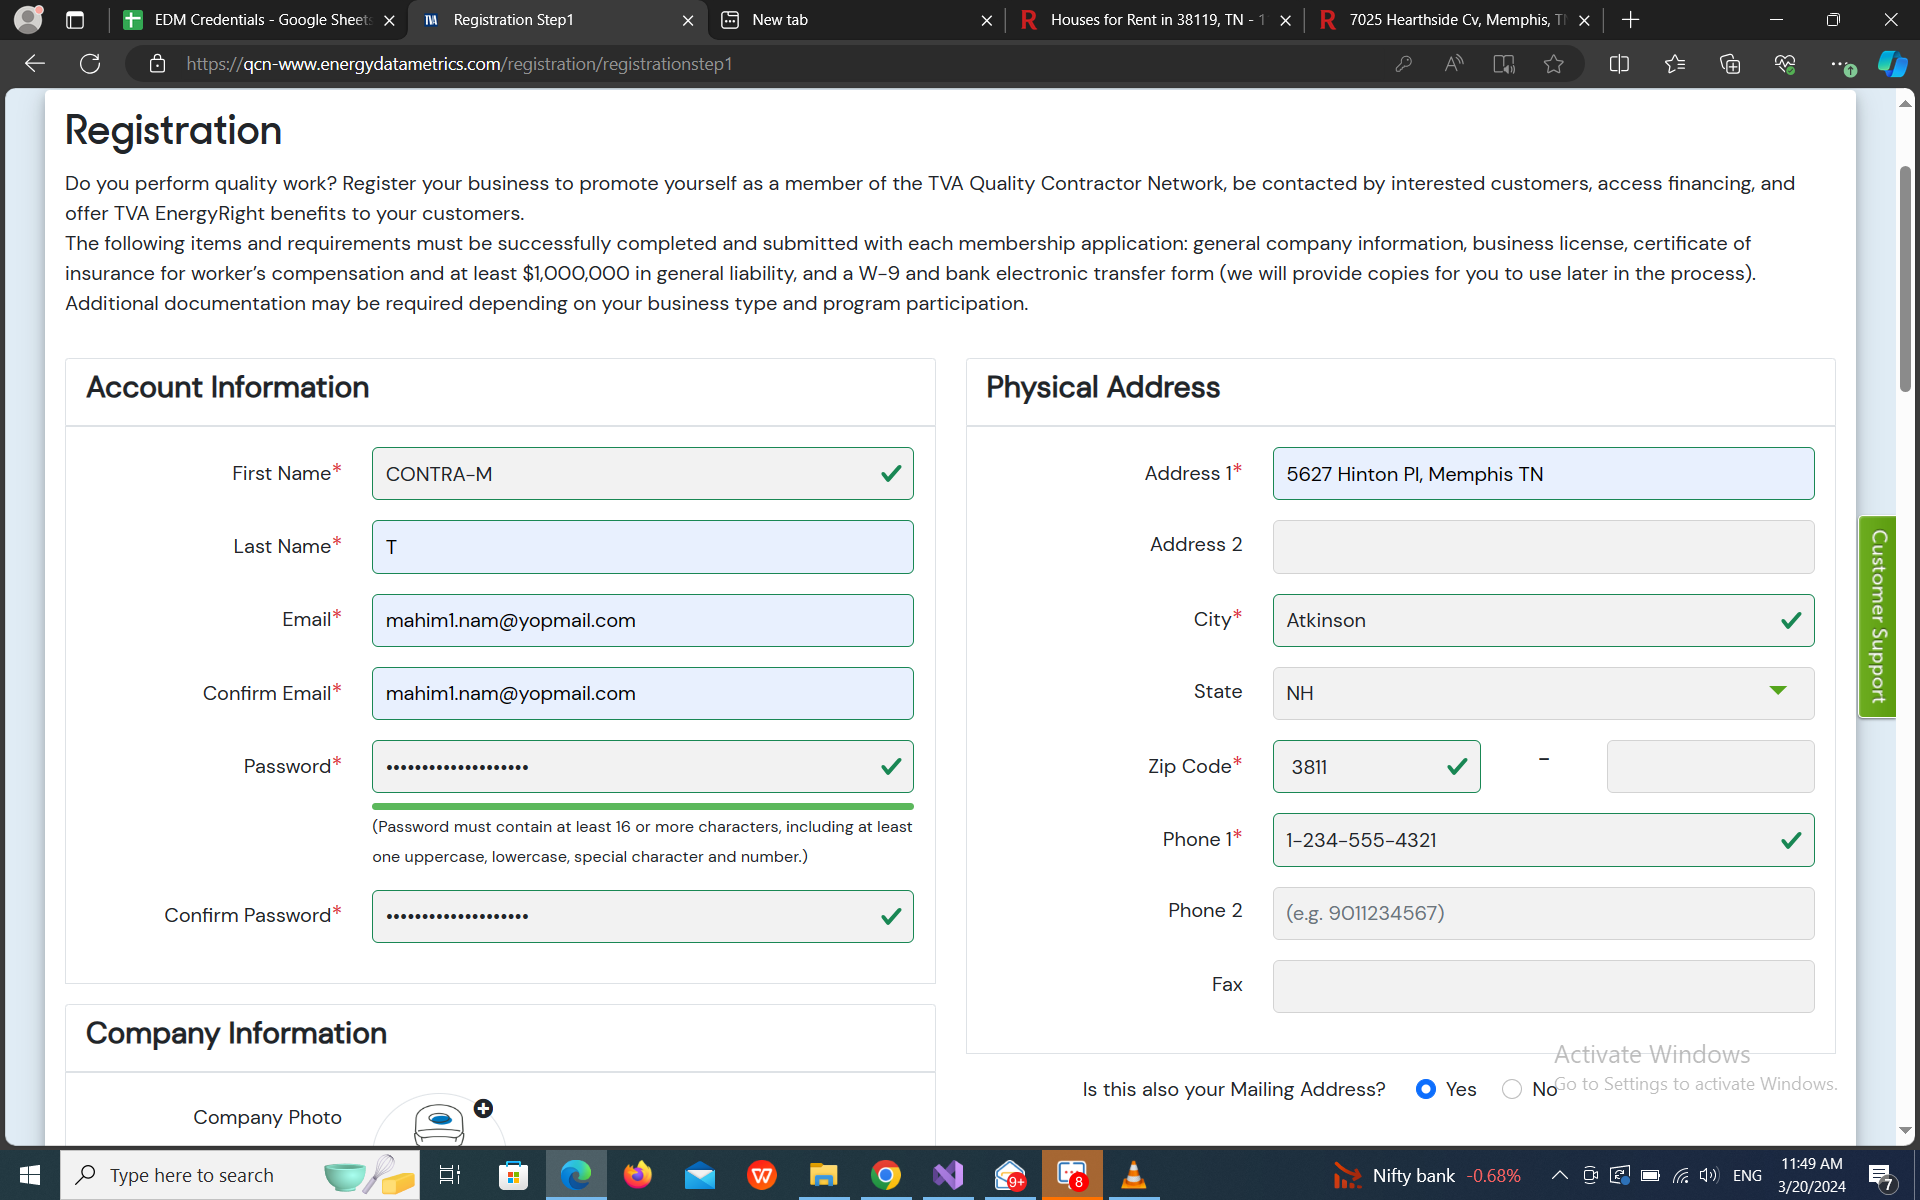 EDM Credentials - Google Sheets
Registration Step1
New tab
Houses for Rent in 38119, TN - 1
7025 Hearthside Cv, Memphis, T
https://qcn-www.energydatametrics.com/registration/registrationstep1
Registration
Do you perform quality work? Register your business to promote yourself as a member of the TVA Quality Contractor Network, be contacted by interested customers, access financing, and
offer TVA EnergyRight benefits to your customers.
The following items and requirements must be successfully completed and submitted with each membership application: general company information, business license, certificate of
insurance for worker's compensation and at least $1,000,000 in general liability, and a W-9 and bank electronic transfer form (we will provide copies for you to use later in the process).
Additional documentation may be required depending on your business type and program participation.
Account Information
First Name* CONTRA-M
Last Name* T
Email* mahim1.nam@yopmail.com
Confirm Email* mahim1.nam@yopmail.com
Password* ••••••••••••••••••••
(Password must contain at least 16 or more characters, including at least
one uppercase, lowercase, special character and number.)
Confirm Password* ••••••••••••••••••••
Company Information
Company Photo
Physical Address
Address 1* 5627 Hinton Pl, Memphis TN
Address 2
City* Atkinson
State NH
Zip Code* 3811 -
Phone 1* 1-234-555-4321
Phone 2 (e.g. 9011234567)
Fax
Is this also your Mailing Address? Yes No
Customer Support
Activate Windows
Go to Settings to activate Windows.
Type here to search
9+
8
Nifty bank -0.68%
ENG
11:49 AM
3/20/2024
7